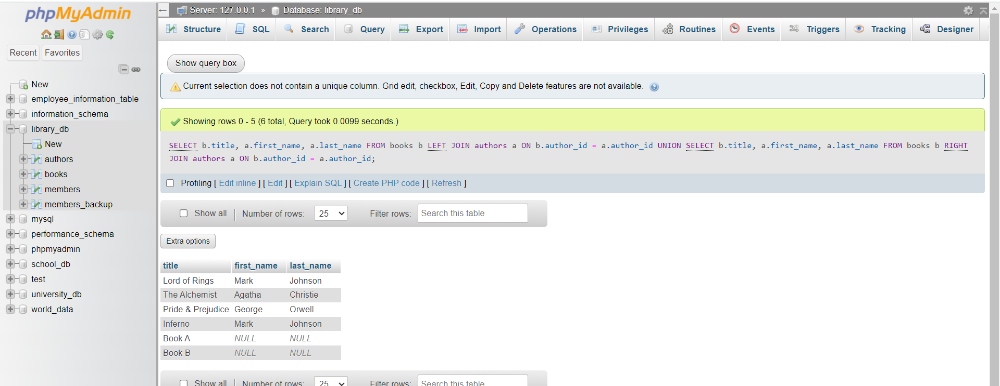 phpMyAdmin
Recent Favorites
New
employee_information_table
information_schema
library_db
New
authors
books
members
members_backup
mysql
performance_schema
phpmyadmin
school_db
test
university_db
world_data
Server: 127.0.0.1 » Database: library_db
Structure SQL Search Query Export Import Operations Privileges Routines Events Triggers Tracking Designer
Show query box
Current selection does not contain a unique column. Grid edit, checkbox, Edit, Copy and Delete features are not available.
Showing rows 0 - 5 (6 total, Query took 0.0099 seconds.)
SELECT b.title, a.first_name, a.last_name FROM books b LEFT JOIN authors a ON b.author_id = a.author_id UNION SELECT b.title, a.first_name, a.last_name FROM books b RIGHT
JOIN authors a ON b.author_id = a.author_id;
Profiling [ Edit inline ] [ Edit ] [ Explain SQL ] [ Create PHP code ] [ Refresh ]
Show all | Number of rows: 25 Filter rows: Search this table
Extra options
title first_name last_name
Lord of Rings Mark Johnson
The Alchemist Agatha Christie
Pride & Prejudice George Orwell
Inferno Mark Johnson
Book A NULL NULL
Book B NULL NULL
Show all | Number of rows: 25 Filter rows: Search this table